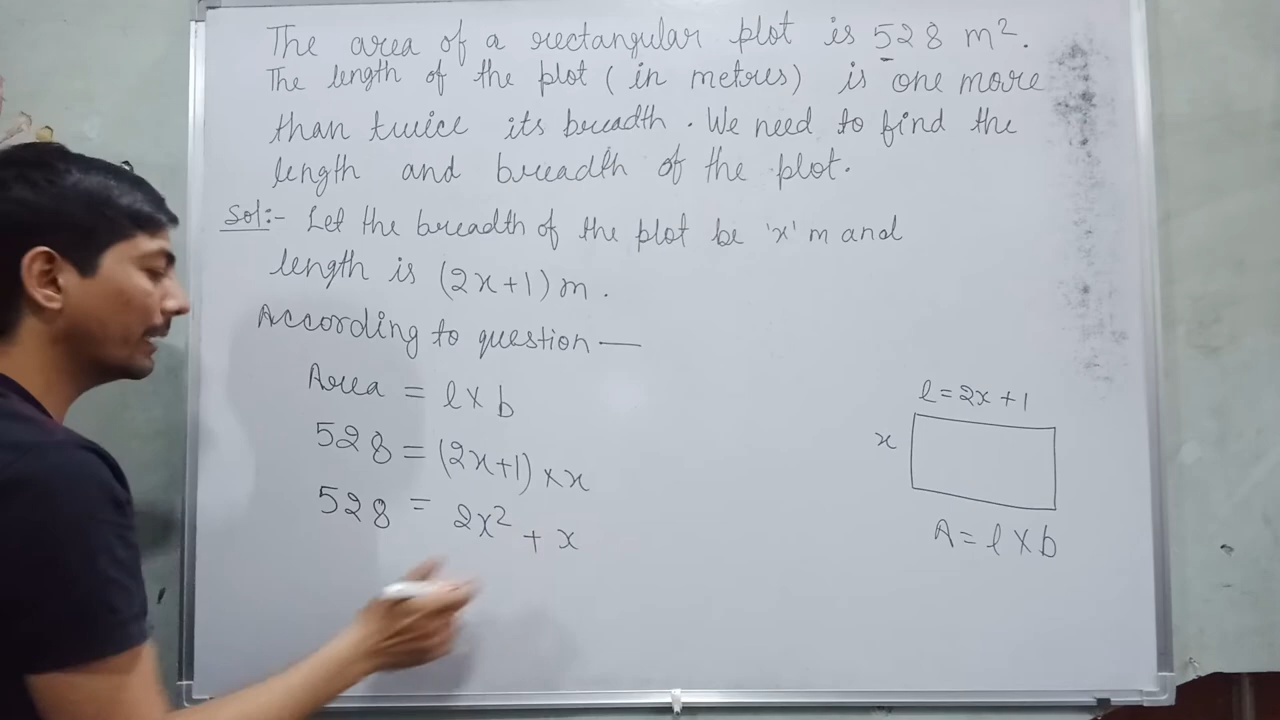 The area of a rectangular plot is 528 m².
The length of the plot (in metres) is one more
than twice its breadth. We need to find the
length and breadth of the plot.
Sol:- Let the breadth of the plot be 'x' m and
length is (2x+1) m.
According to question —
Area = l × b
528 = (2x+1) × x
528 = 2x² + x
l = 2x + 1
x
A = l × b